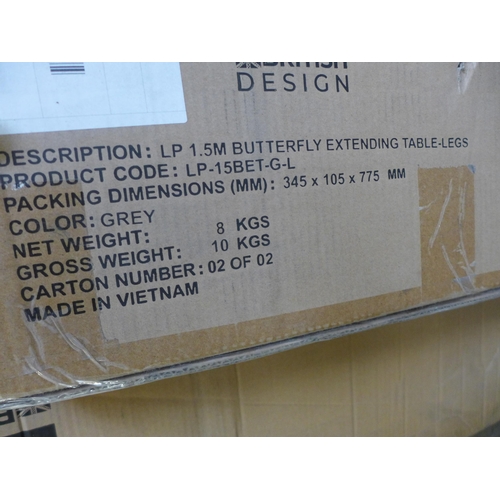 BRITISH
DESIGN
DESCRIPTION: LP 1.5M BUTTERFLY EXTENDING TABLE-LEGS
PRODUCT CODE: LP-15BET-G-L
PACKING DIMENSIONS (MM): 345 x 105 x 775 MM
COLOR: GREY
NET WEIGHT: 8 KGS
GROSS WEIGHT: 10 KGS
CARTON NUMBER: 02 OF 02
MADE IN VIETNAM